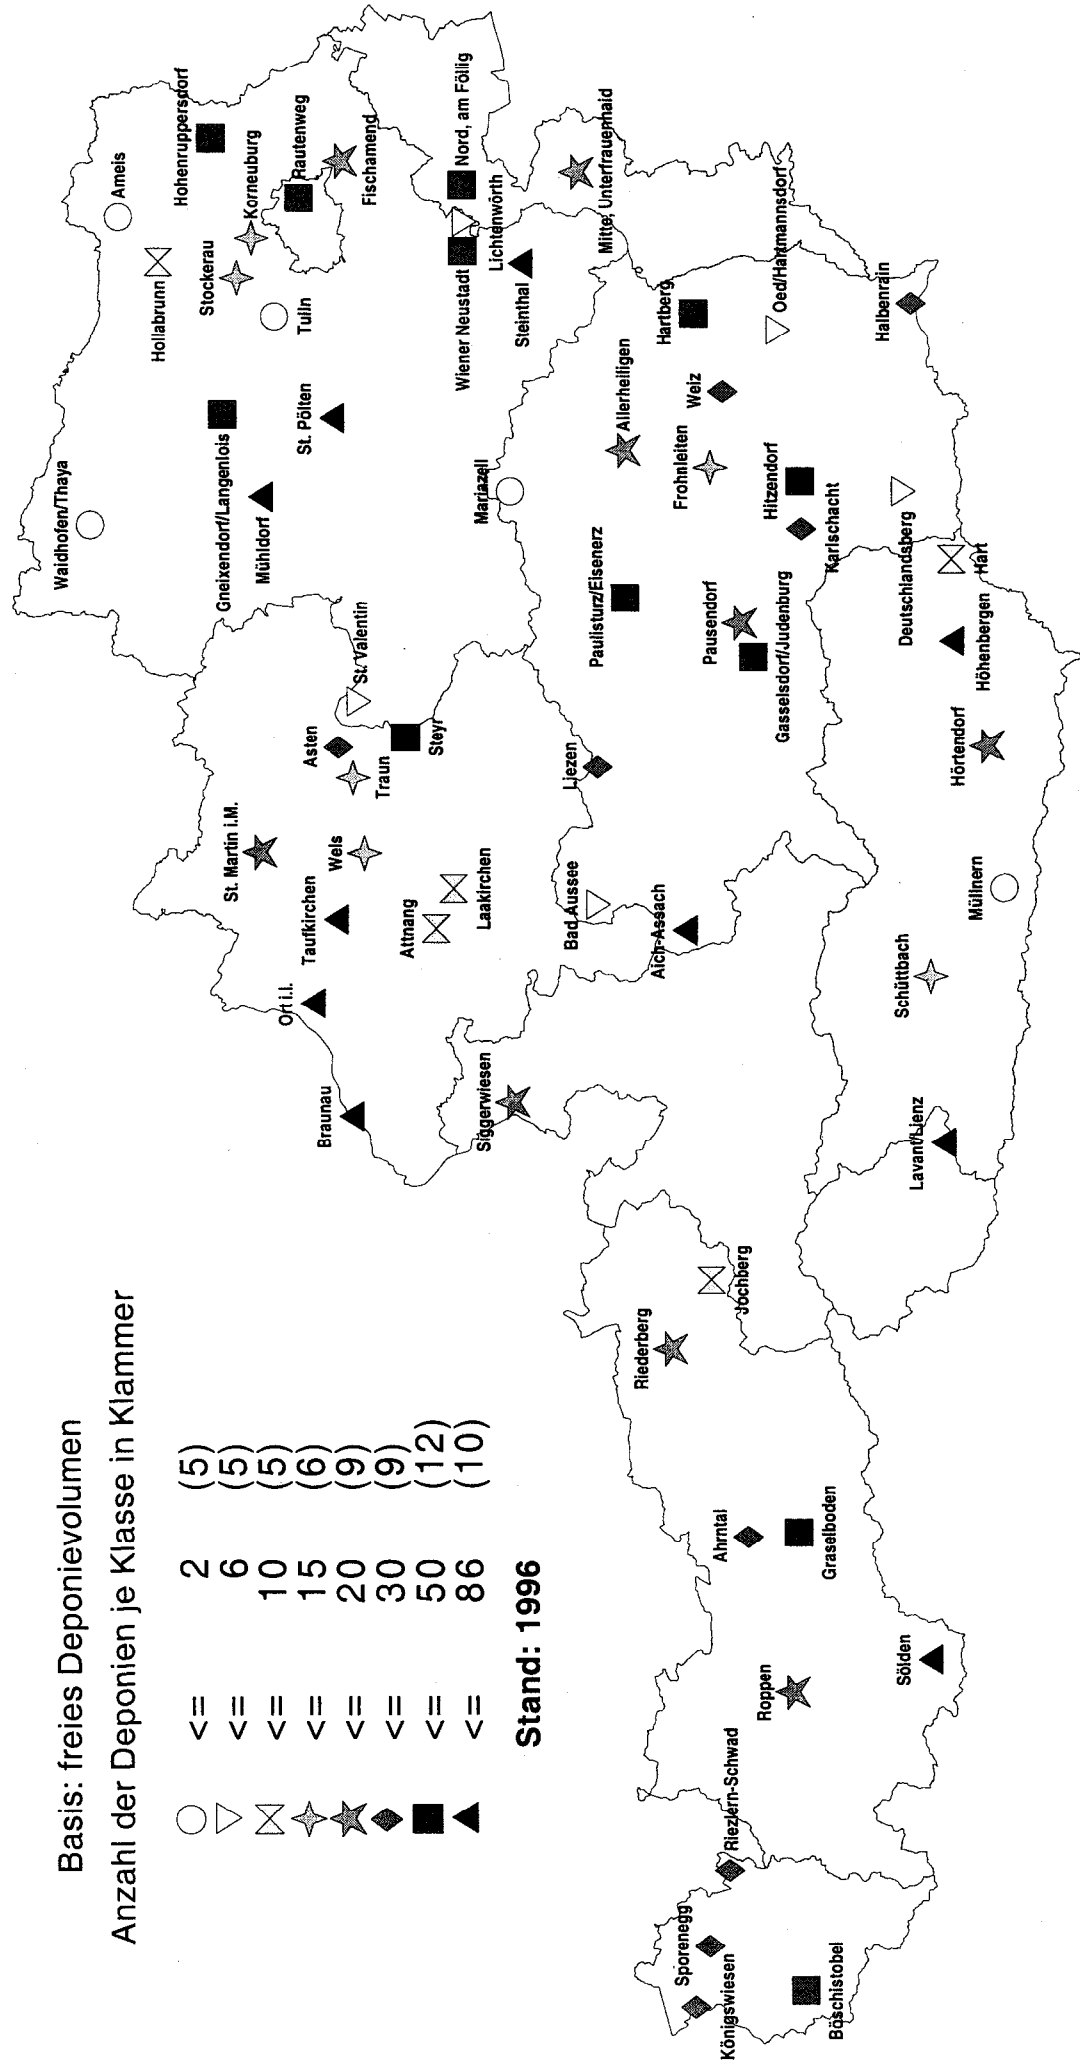 Basis: freies Deponievolumen
Anzahl der Deponien je Klasse in Klammer
<= 2 (5)
<= 6 (5)
<= 10 (5)
<= 15 (6)
<= 20 (9)
<= 30 (9)
<= 50 (12)
<= 86 (10)
Stand: 1996
Waidhofen/Thaya
Ameis
Hollabrunn
Hohenruppersdorf
Stockerau
Korneuburg
Gneixendorf/Langenlois
Tulln
Rautenweg
Mühldorf
St. Pölten
Fischamend
St. Martin i.M.
Ort i.I.
Taufkirchen
Wels
Asten
Traun
St. Valentin
Braunau
Attnang
Laakirchen
Steyr
Wiener Neustadt
Nord, am Föllig
Lichtenwörth
Steinthal
Siggerwiesen
Mariazell
Bad Aussee
Liezen
Mitte, Unterfrauenhaid
Paulisturz/Eisenerz
Allerheiligen
Aich-Assach
Hartberg
Riederberg
Jochberg
Pausendorf
Frohnleiten
Weiz
Gasselsdorf/Judenburg
Hitzendorf
Oed/Hartmannsdorf
Karlschacht
Sporenegg
Königswiesen
Riezlern-Schwad
Ahrntal
Graselboden
Roppen
Böschistobel
Sölden
Lavant/Lienz
Schüttbach
Müllnern
Hörtendorf
Höhenbergen
Deutschlandsberg
Hart
Halbenrain